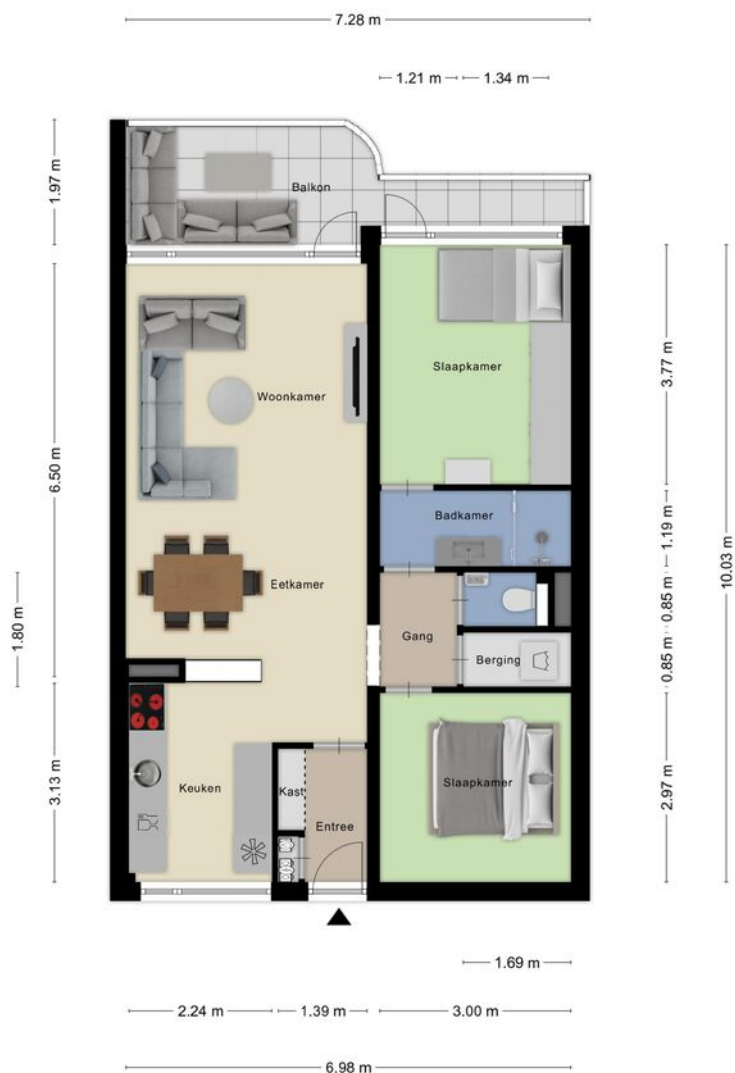 7.28 m
1.21 m
1.34 m
1.97 m
Balkon
3.77 m
Slaapkamer
Woonkamer
6.50 m
10.03 m
1.19 m
Badkamer
Eetkamer
1.80 m
0.85 m
Gang
0.85 m
Berging
Slaapkamer
2.97 m
3.13 m
Keuken
Kast
Entree
1.69 m
2.24 m
1.39 m
3.00 m
6.98 m